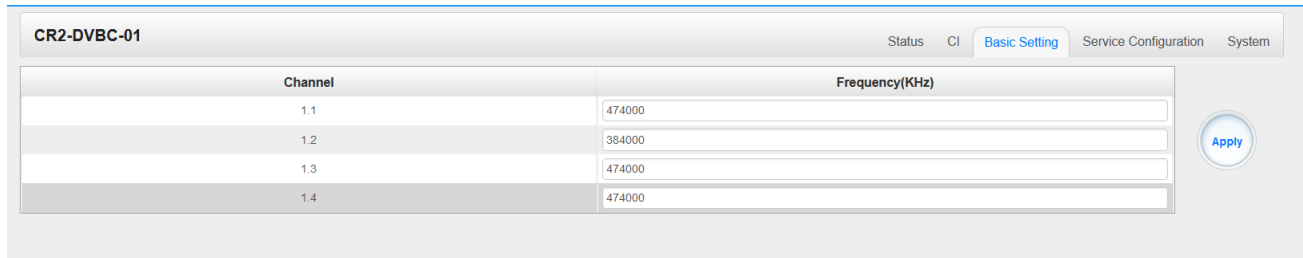 CR2-DVBC-01
Status CI Basic Setting Service Configuration System
Channel Frequency(KHz)
1.1 474000
1.2 384000
1.3 474000
1.4 474000
Apply